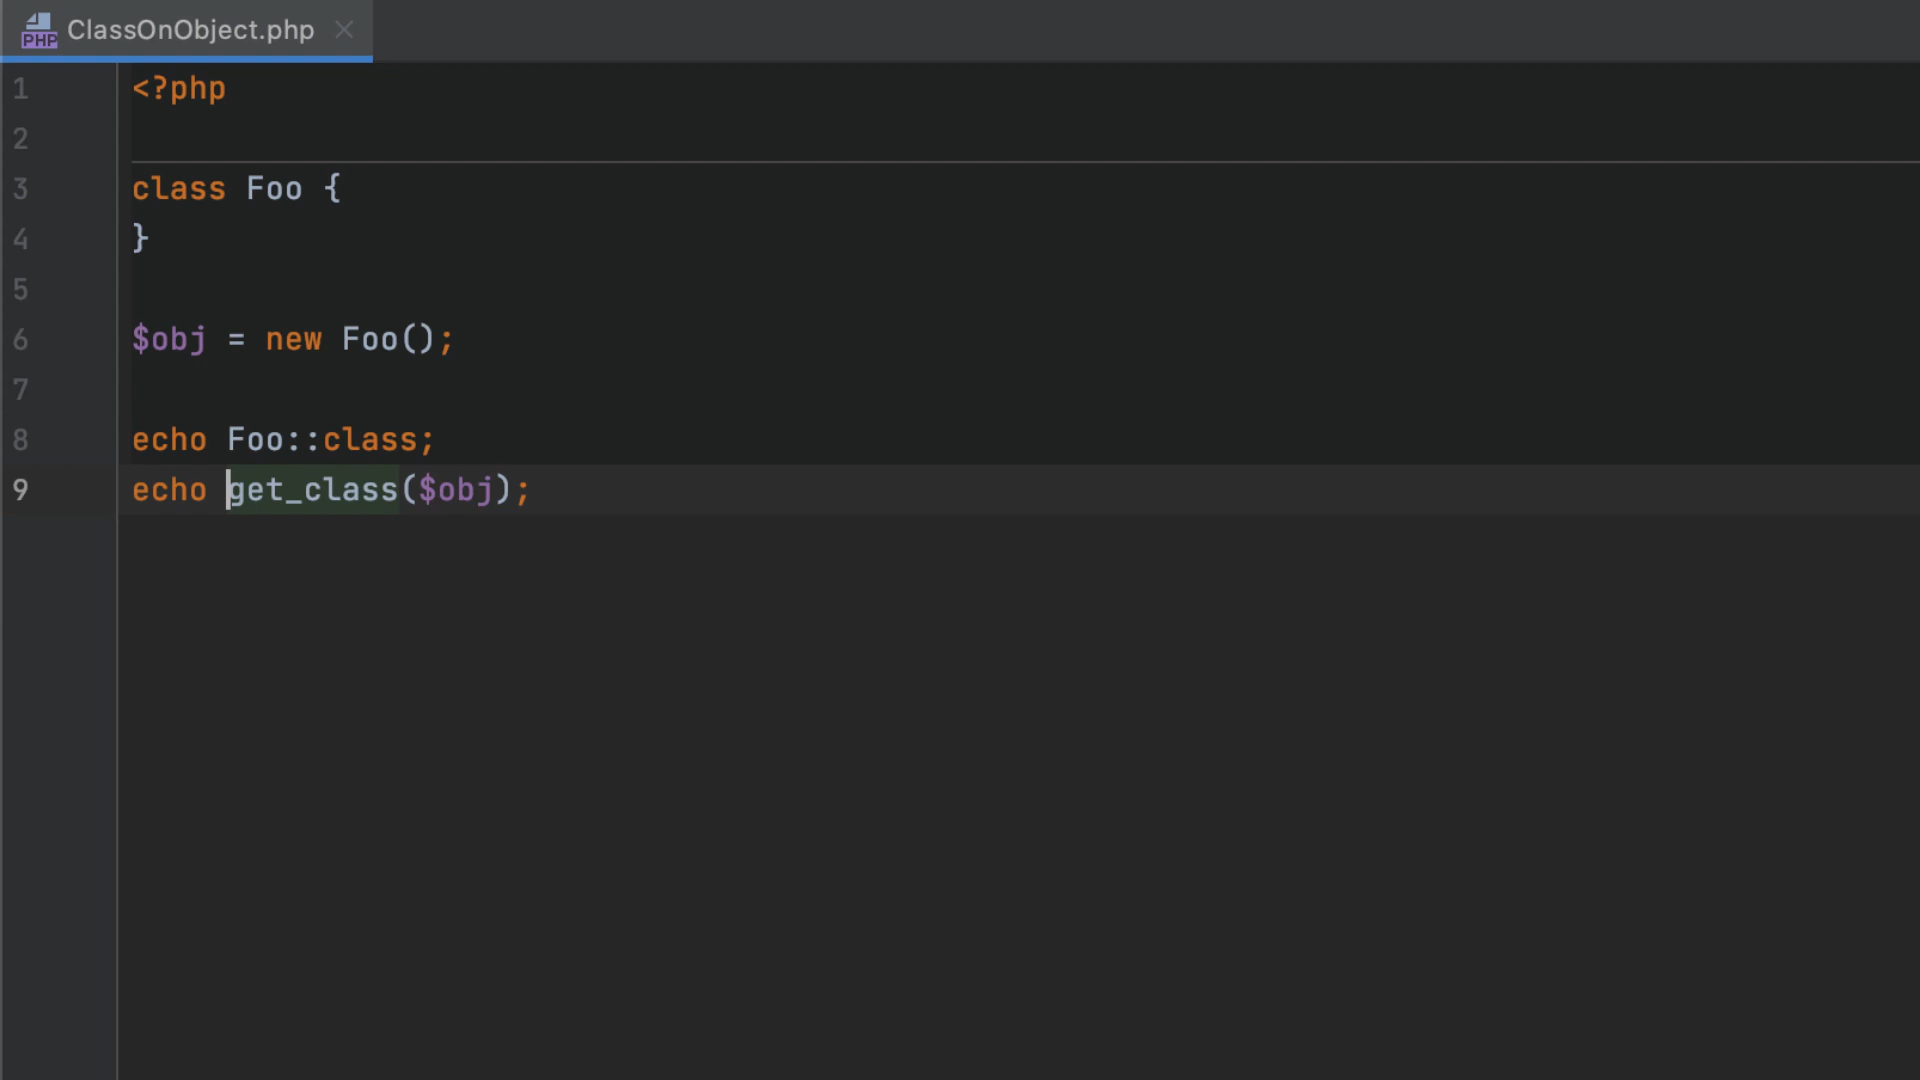 PHP ClassOnObject.php
1 <?php
2
3 class Foo {
4 }
5
6 $obj = new Foo();
7
8 echo Foo::class;
9 echo get_class($obj);